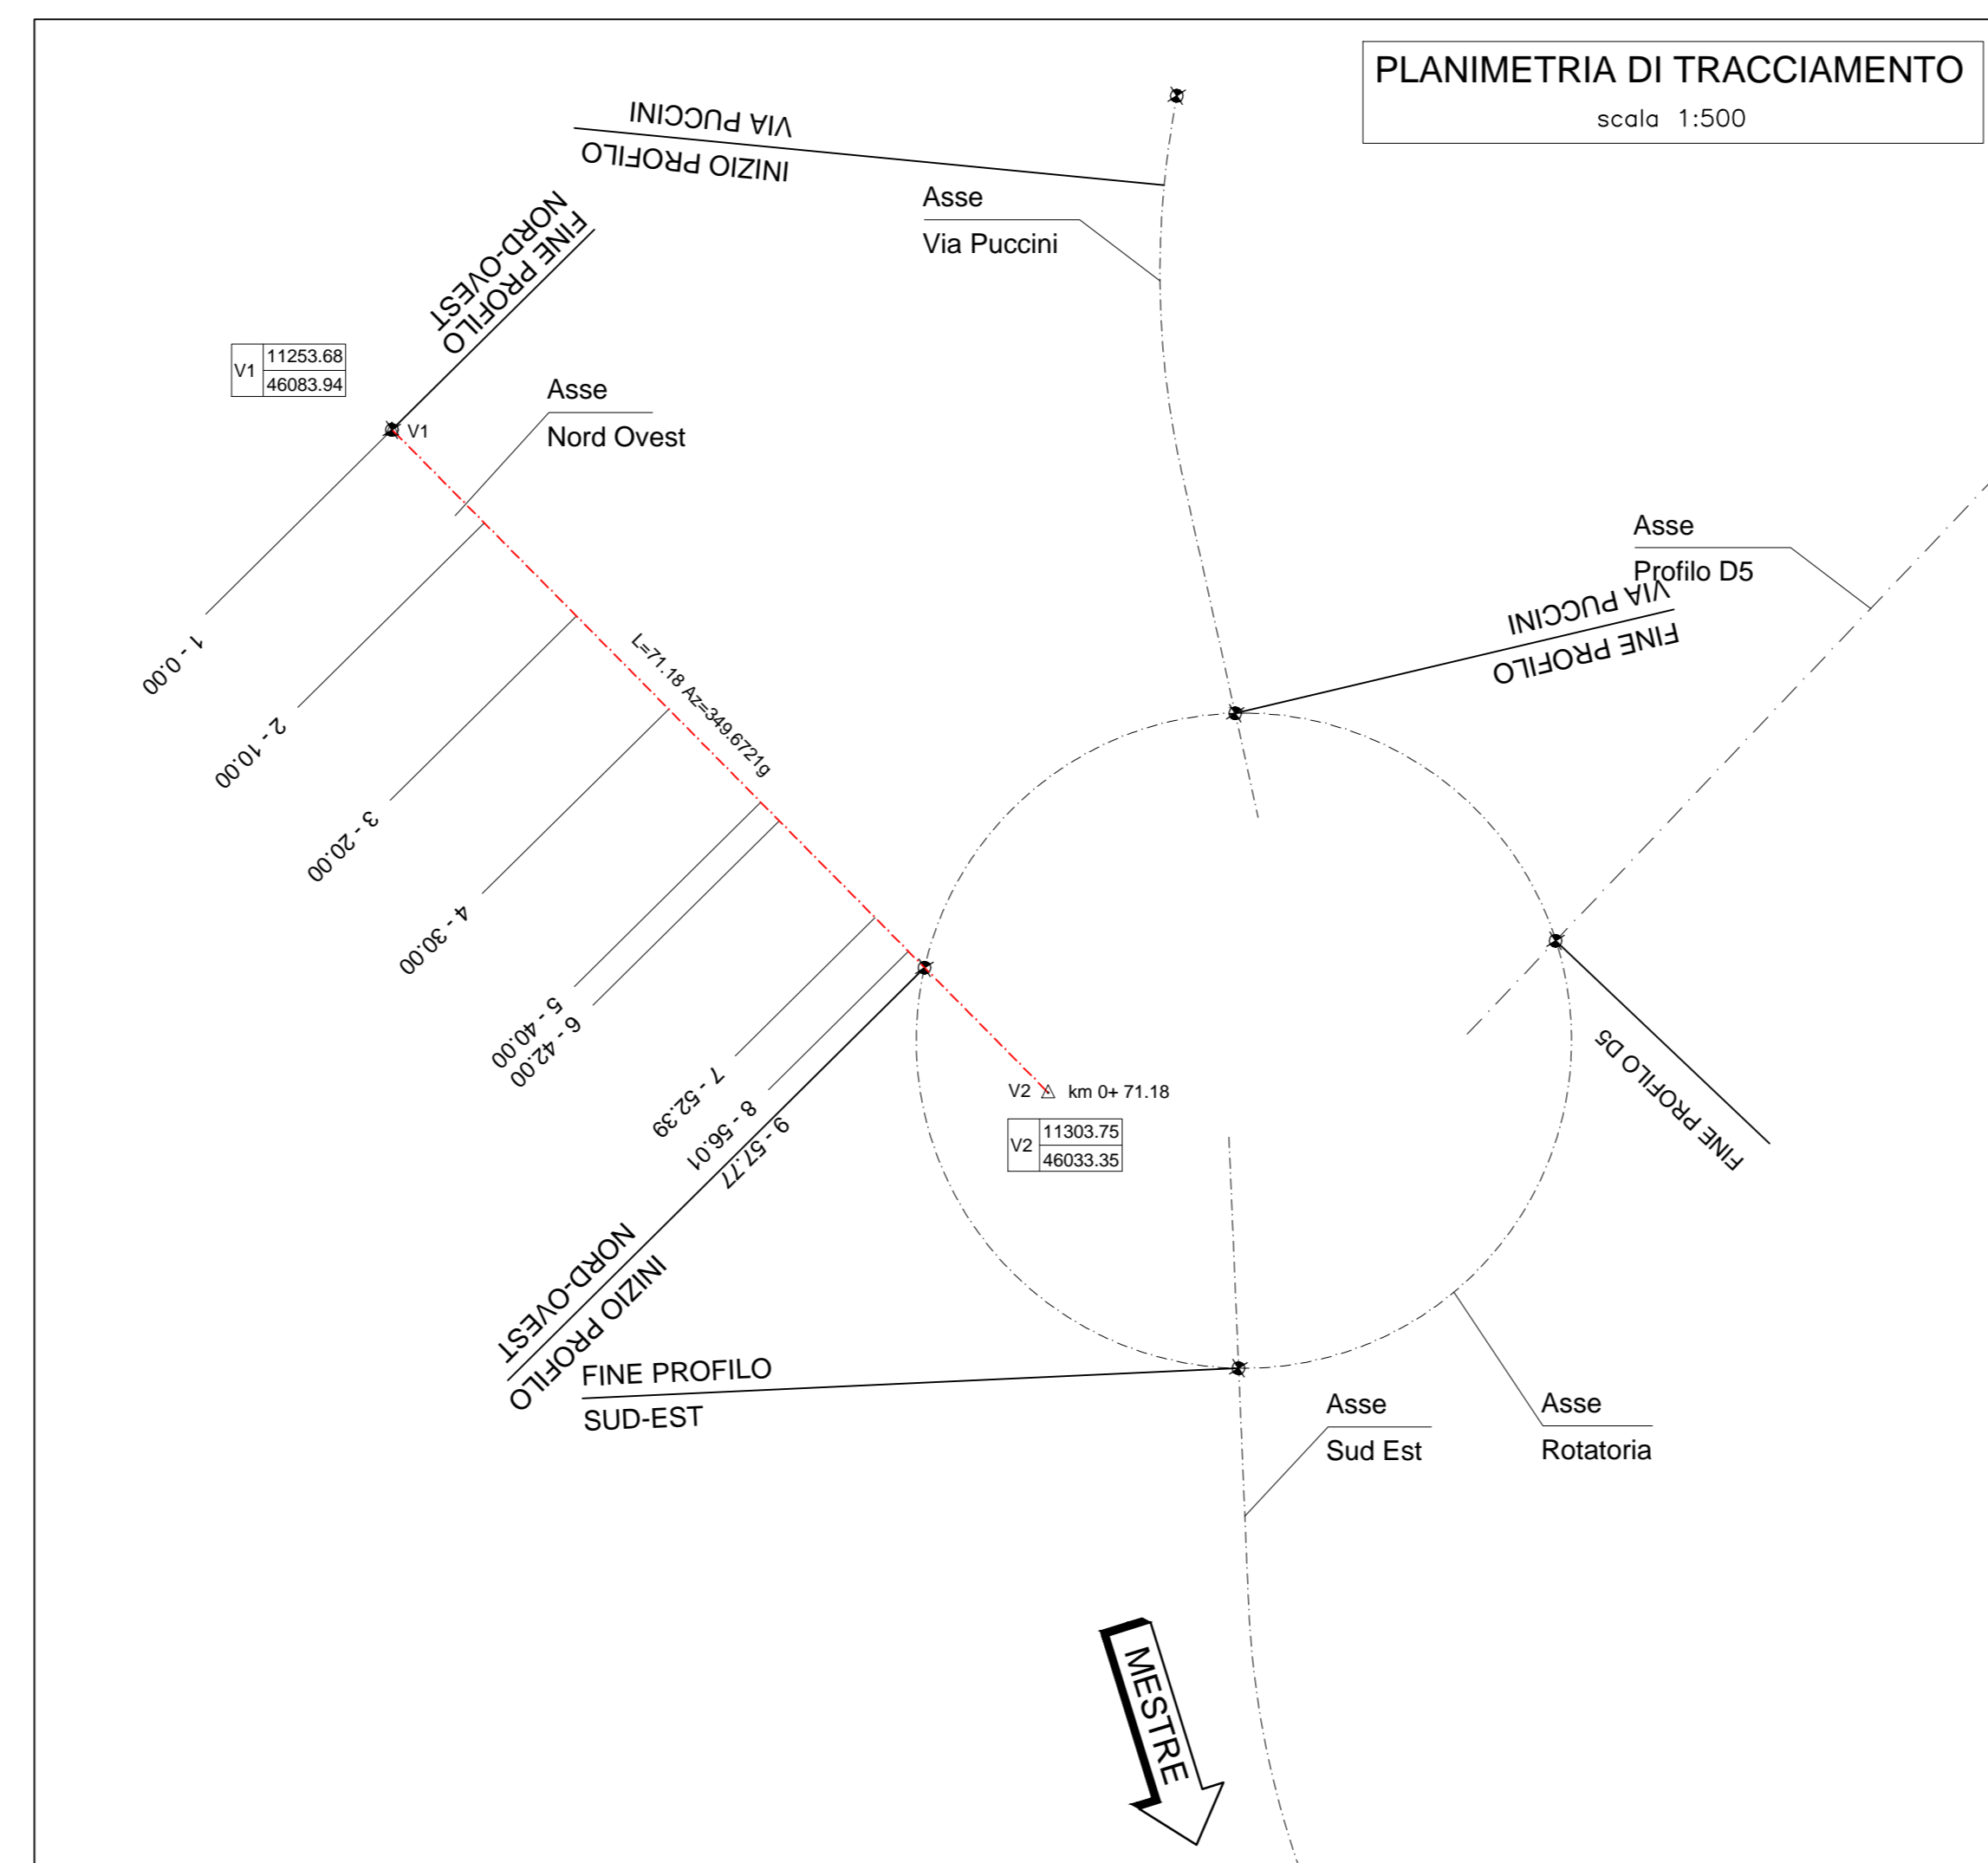 PLANIMETRIA DI TRACCIAMENTO
scala 1:500
VIA PUCCINI
INIZIO PROFILO
Asse
Via Puccini
NORD-OVEST
FINE PROFILO
V1
11253.68
46083.94
V1
Asse
Nord Ovest
Asse
Profilo D5
VIA PUCCINI
FINE PROFILO
L=71.18 Az=349.6721g
1 - 0.00
2 - 10.00
3 - 20.00
4 - 30.00
5 - 40.00
6 - 42.00
7 - 52.39
8 - 56.01
9 - 57.77
V2
km 0+ 71.18
V2
11303.75
46033.35
FINE PROFILO D5
NORD-OVEST
INIZIO PROFILO
FINE PROFILO
SUD-EST
Asse
Sud Est
Asse
Rotatoria
MESTRE